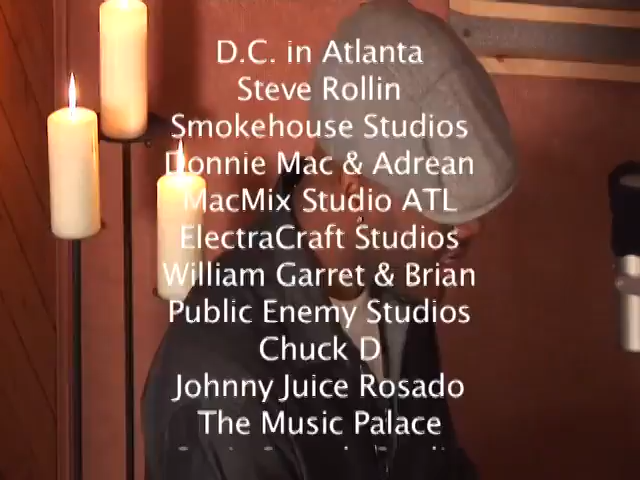 D.C. in Atlanta
Steve Rollin
Smokehouse Studios
Donnie Mac & Adrean
MacMix Studio ATL
ElectraCraft Studios
William Garret & Brian
Public Enemy Studios
Chuck D
Johnny Juice Rosado
The Music Palace